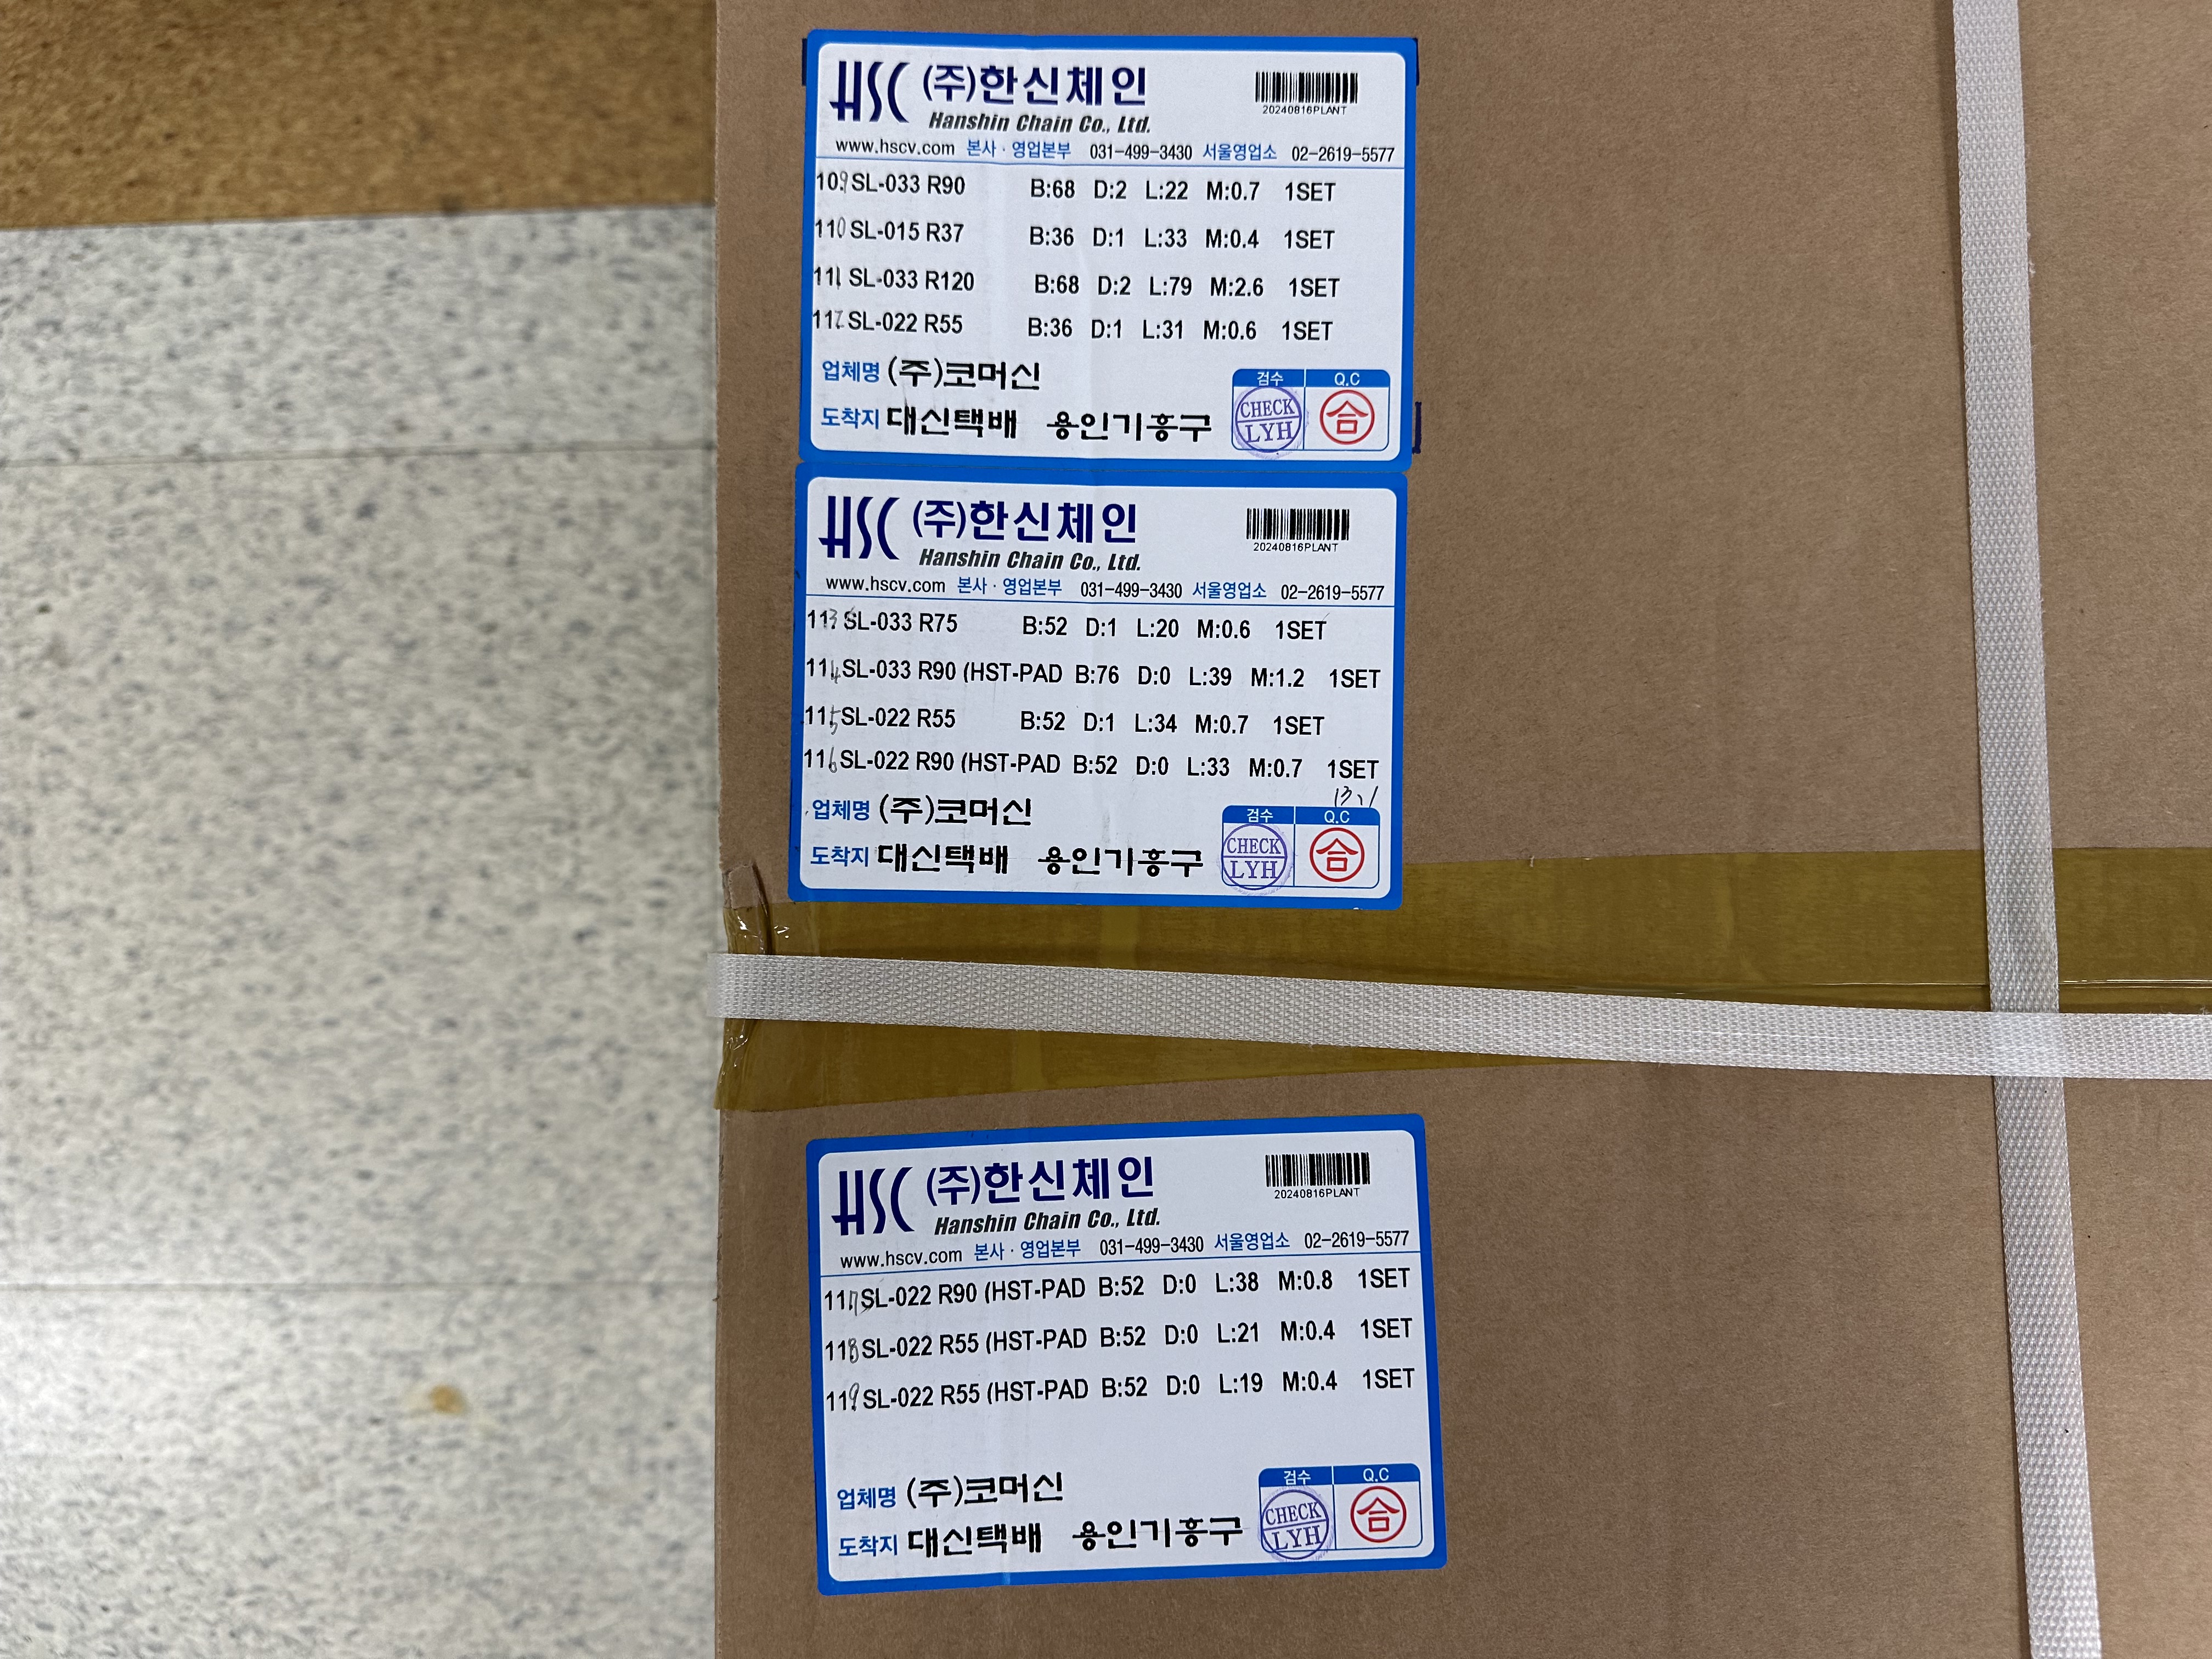 HSC (주)한신체인
20240816PLANT
Hanshin Chain Co., Ltd.
www.hscv.com 본사 · 영업본부 031-499-3430 서울영업소 02-2619-5577
109 SL-033 R90 B:68 D:2 L:22 M:0.7 1SET
110 SL-015 R37 B:36 D:1 L:33 M:0.4 1SET
111 SL-033 R120 B:68 D:2 L:79 M:2.6 1SET
112 SL-022 R55 B:36 D:1 L:31 M:0.6 1SET
업체명 (주)코머신
도착지 대신택배 용인기흥구
검수 Q.C
CHECK LYH 合
HSC (주)한신체인
20240816PLANT
Hanshin Chain Co., Ltd.
www.hscv.com 본사 · 영업본부 031-499-3430 서울영업소 02-2619-5577
113 SL-033 R75 B:52 D:1 L:20 M:0.6 1SET
114 SL-033 R90 (HST-PAD B:76 D:0 L:39 M:1.2 1SET
115 SL-022 R55 B:52 D:1 L:34 M:0.7 1SET
116 SL-022 R90 (HST-PAD B:52 D:0 L:33 M:0.7 1SET
업체명 (주)코머신
도착지 대신택배 용인기흥구
검수 Q.C
CHECK LYH 合
HSC (주)한신체인
20240816PLANT
Hanshin Chain Co., Ltd.
www.hscv.com 본사 · 영업본부 031-499-3430 서울영업소 02-2619-5577
117 SL-022 R90 (HST-PAD B:52 D:0 L:38 M:0.8 1SET
118 SL-022 R55 (HST-PAD B:52 D:0 L:21 M:0.4 1SET
119 SL-022 R55 (HST-PAD B:52 D:0 L:19 M:0.4 1SET
업체명 (주)코머신
도착지 대신택배 용인기흥구
검수 Q.C
CHECK LYH 合